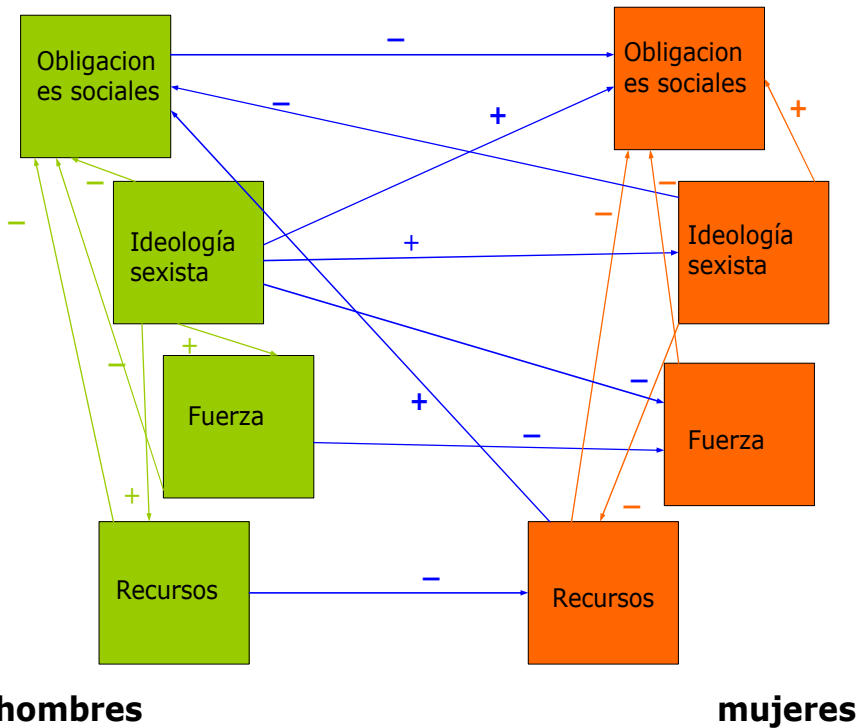 Obligacion
es sociales
Obligacion
es sociales
–
–
+
+
–
–
–
–
Ideología
sexista
+
Ideología
sexista
+
–
–
+
Fuerza
–
Fuerza
+
–
Recursos
–
Recursos
hombres
mujeres